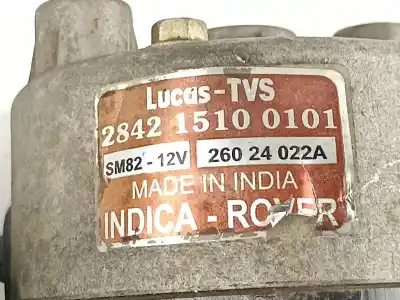 Lucas-TVS
2842 1510 0101
SM82 - 12V 260 24 022A
MADE IN INDIA
INDICA - ROVER